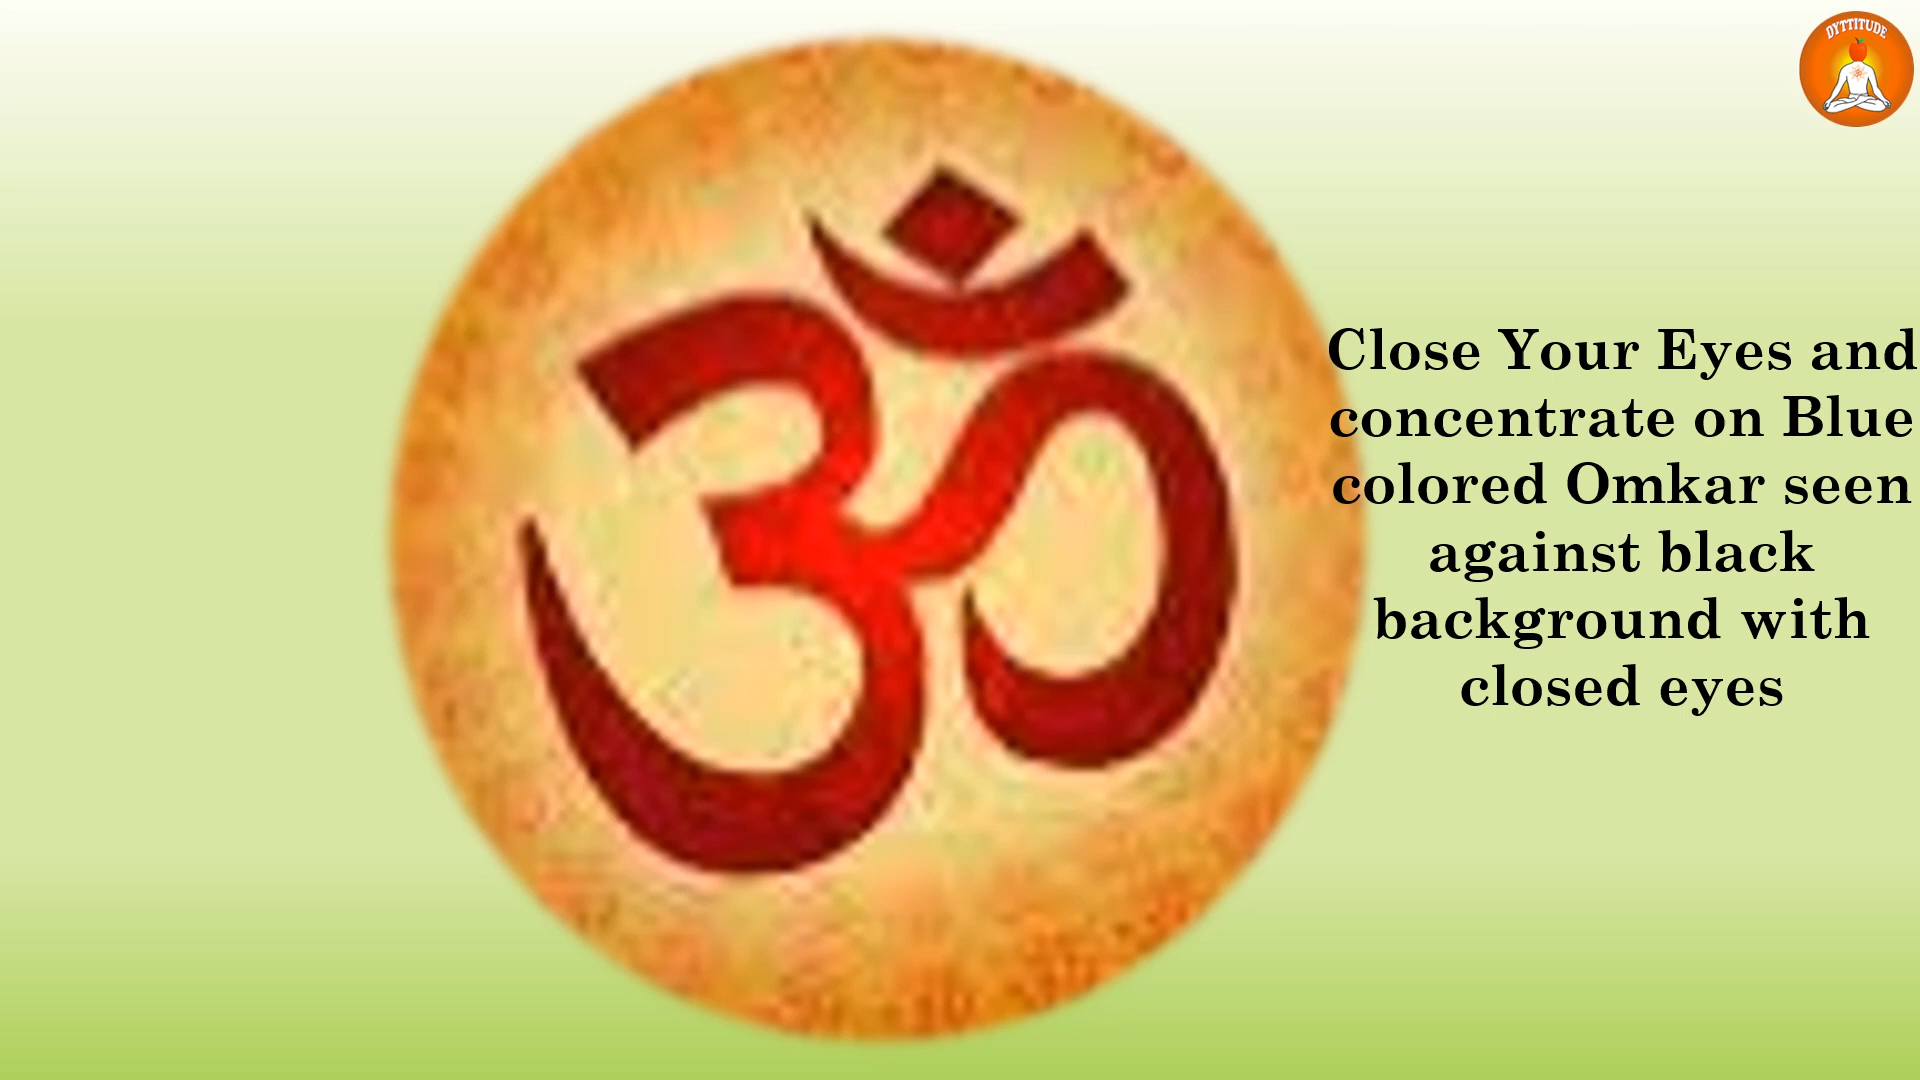 DYTTITUDE
ॐ
Close Your Eyes and
concentrate on Blue
colored Omkar seen
against black
background with
closed eyes